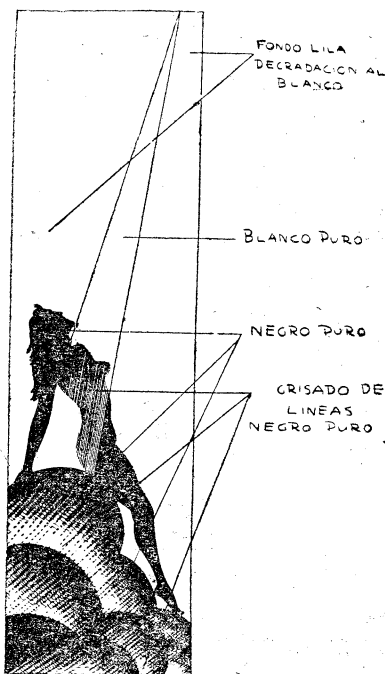 FONDO LILA
DECRADACION AL
BLANCO
BLANCO PURO
NEGRO PURO
CRISADO DE
LINEAS
NEGRO PURO